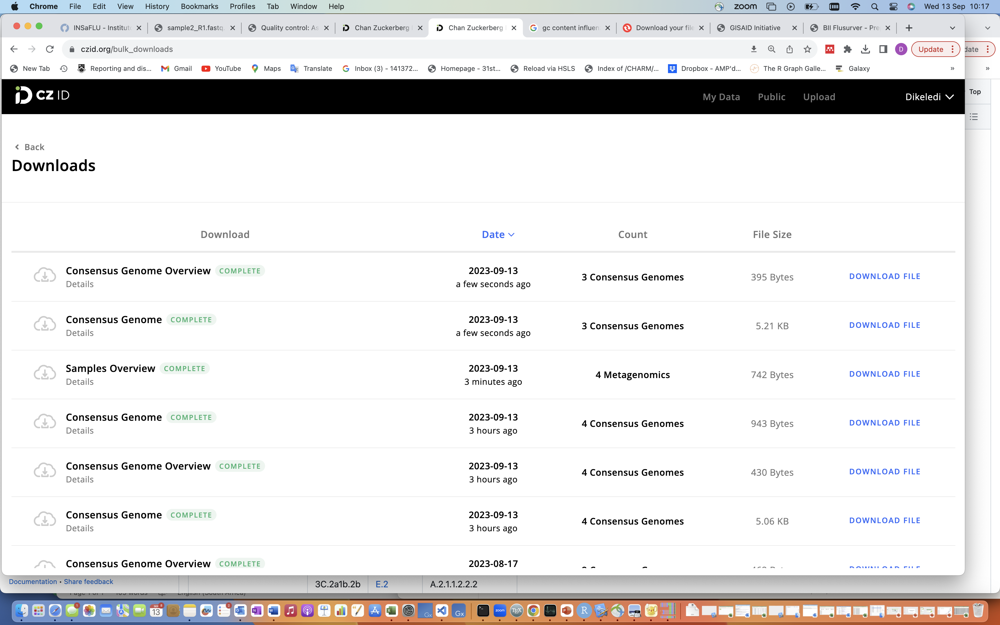 Chrome File Edit View History Bookmarks Profiles Tab Window Help zoom Wed 13 Sep 10:17
INSaFLU - Institut sample2_R1.fastq. Quality control: As Chan Zuckerberg Chan Zuckerberg gc content influen Download your file GISAID Initiative BII Flusurver - Pre
czid.org/bulk_downloads D Update date
New Tab Reporting and dis... Gmail YouTube Maps Translate Inbox (3) - 141372... Homepage - 31st... Reload via HSLS Index of /CHARM/... Dropbox - AMP'd... The R Graph Galle... Galaxy » »
CZ ID My Data Public Upload Dikeledi Top
Back
Downloads
Download Date Count File Size
Consensus Genome Overview COMPLETE 2023-09-13 3 Consensus Genomes 395 Bytes DOWNLOAD FILE
Details a few seconds ago
Consensus Genome COMPLETE 2023-09-13 3 Consensus Genomes 5.21 KB DOWNLOAD FILE
Details a few seconds ago
Samples Overview COMPLETE 2023-09-13 4 Metagenomics 742 Bytes DOWNLOAD FILE
Details 3 minutes ago
Consensus Genome COMPLETE 2023-09-13 4 Consensus Genomes 943 Bytes DOWNLOAD FILE
Details 3 hours ago
Consensus Genome Overview COMPLETE 2023-09-13 4 Consensus Genomes 430 Bytes DOWNLOAD FILE
Details 3 hours ago
Consensus Genome COMPLETE 2023-09-13 4 Consensus Genomes 5.06 KB DOWNLOAD FILE
Details 3 hours ago
Consensus Genome Overview COMPLETE 2023-08-17
Documentation • Share feedback 3C.2a1b.2b E.2 A.2.1.1.2.2.2